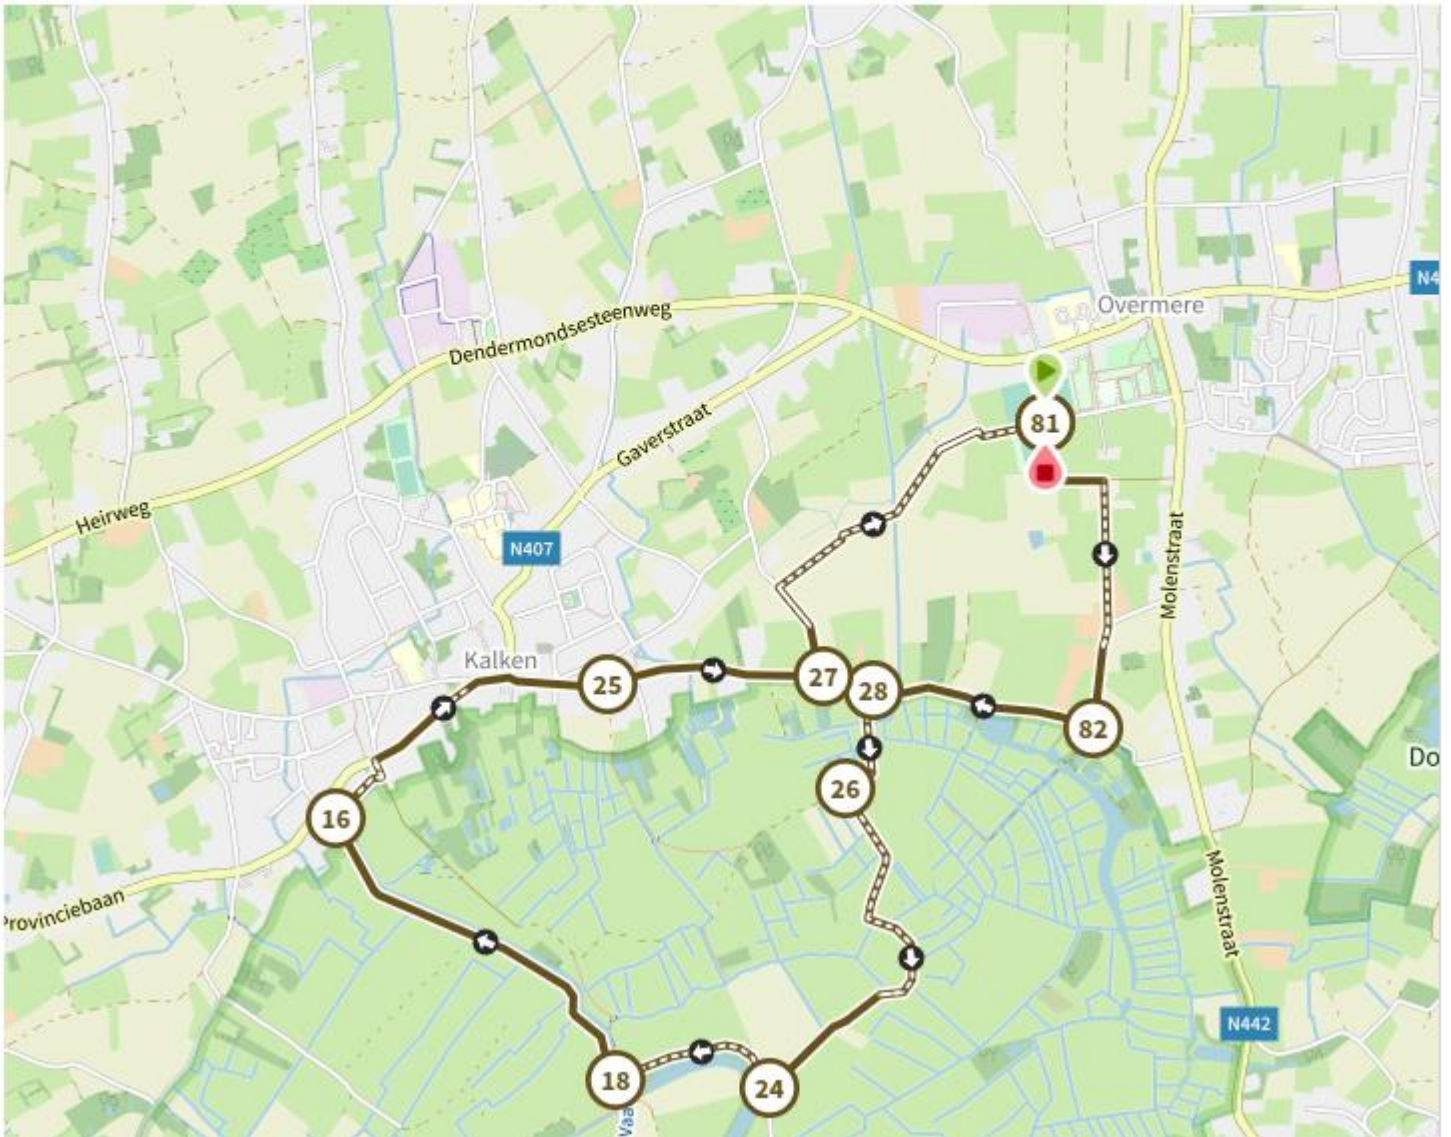 N4
Overmere
Dendermondsesteenweg
81
Gaverstraat
Heirweg
N407
Molenstraat
Kalken
25
27
28
82
Do
26
16
Provinciebaan
Molenstraat
N442
18
24
Vaa